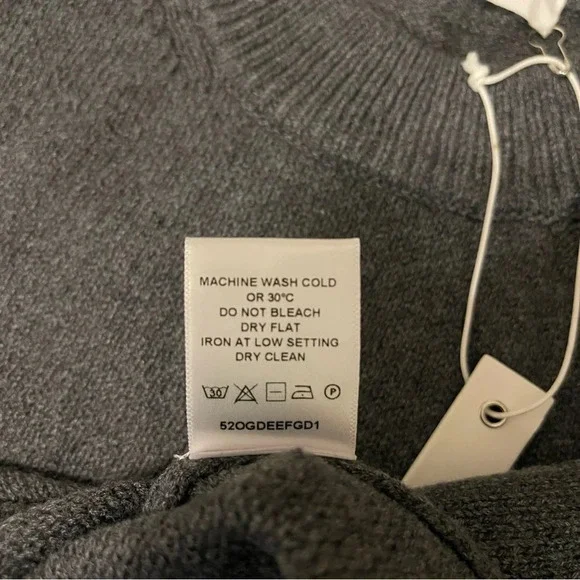 MACHINE WASH COLD
OR 30°C
DO NOT BLEACH
DRY FLAT
IRON AT LOW SETTING
DRY CLEAN
30 P
52OGDEEFGD1